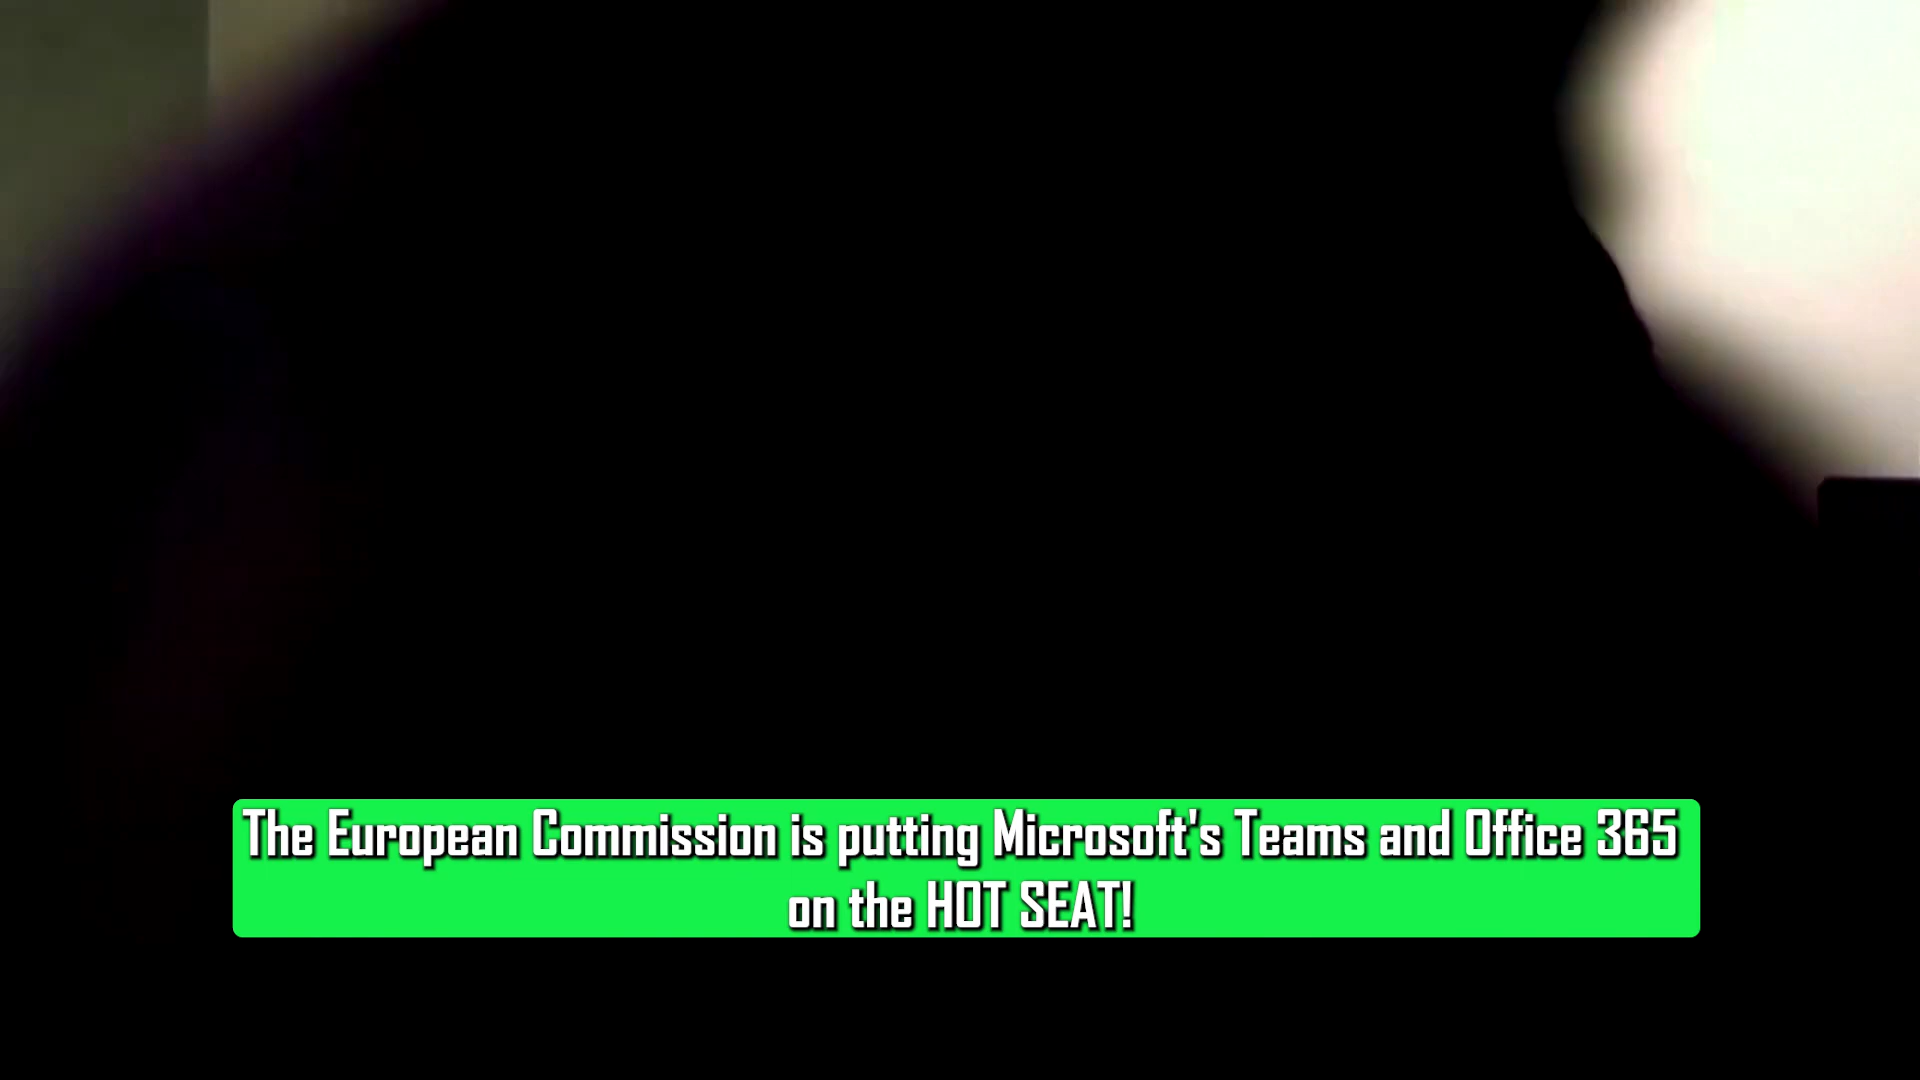 The European Commission is putting Microsoft's Teams and Office 365
on the HOT SEAT!